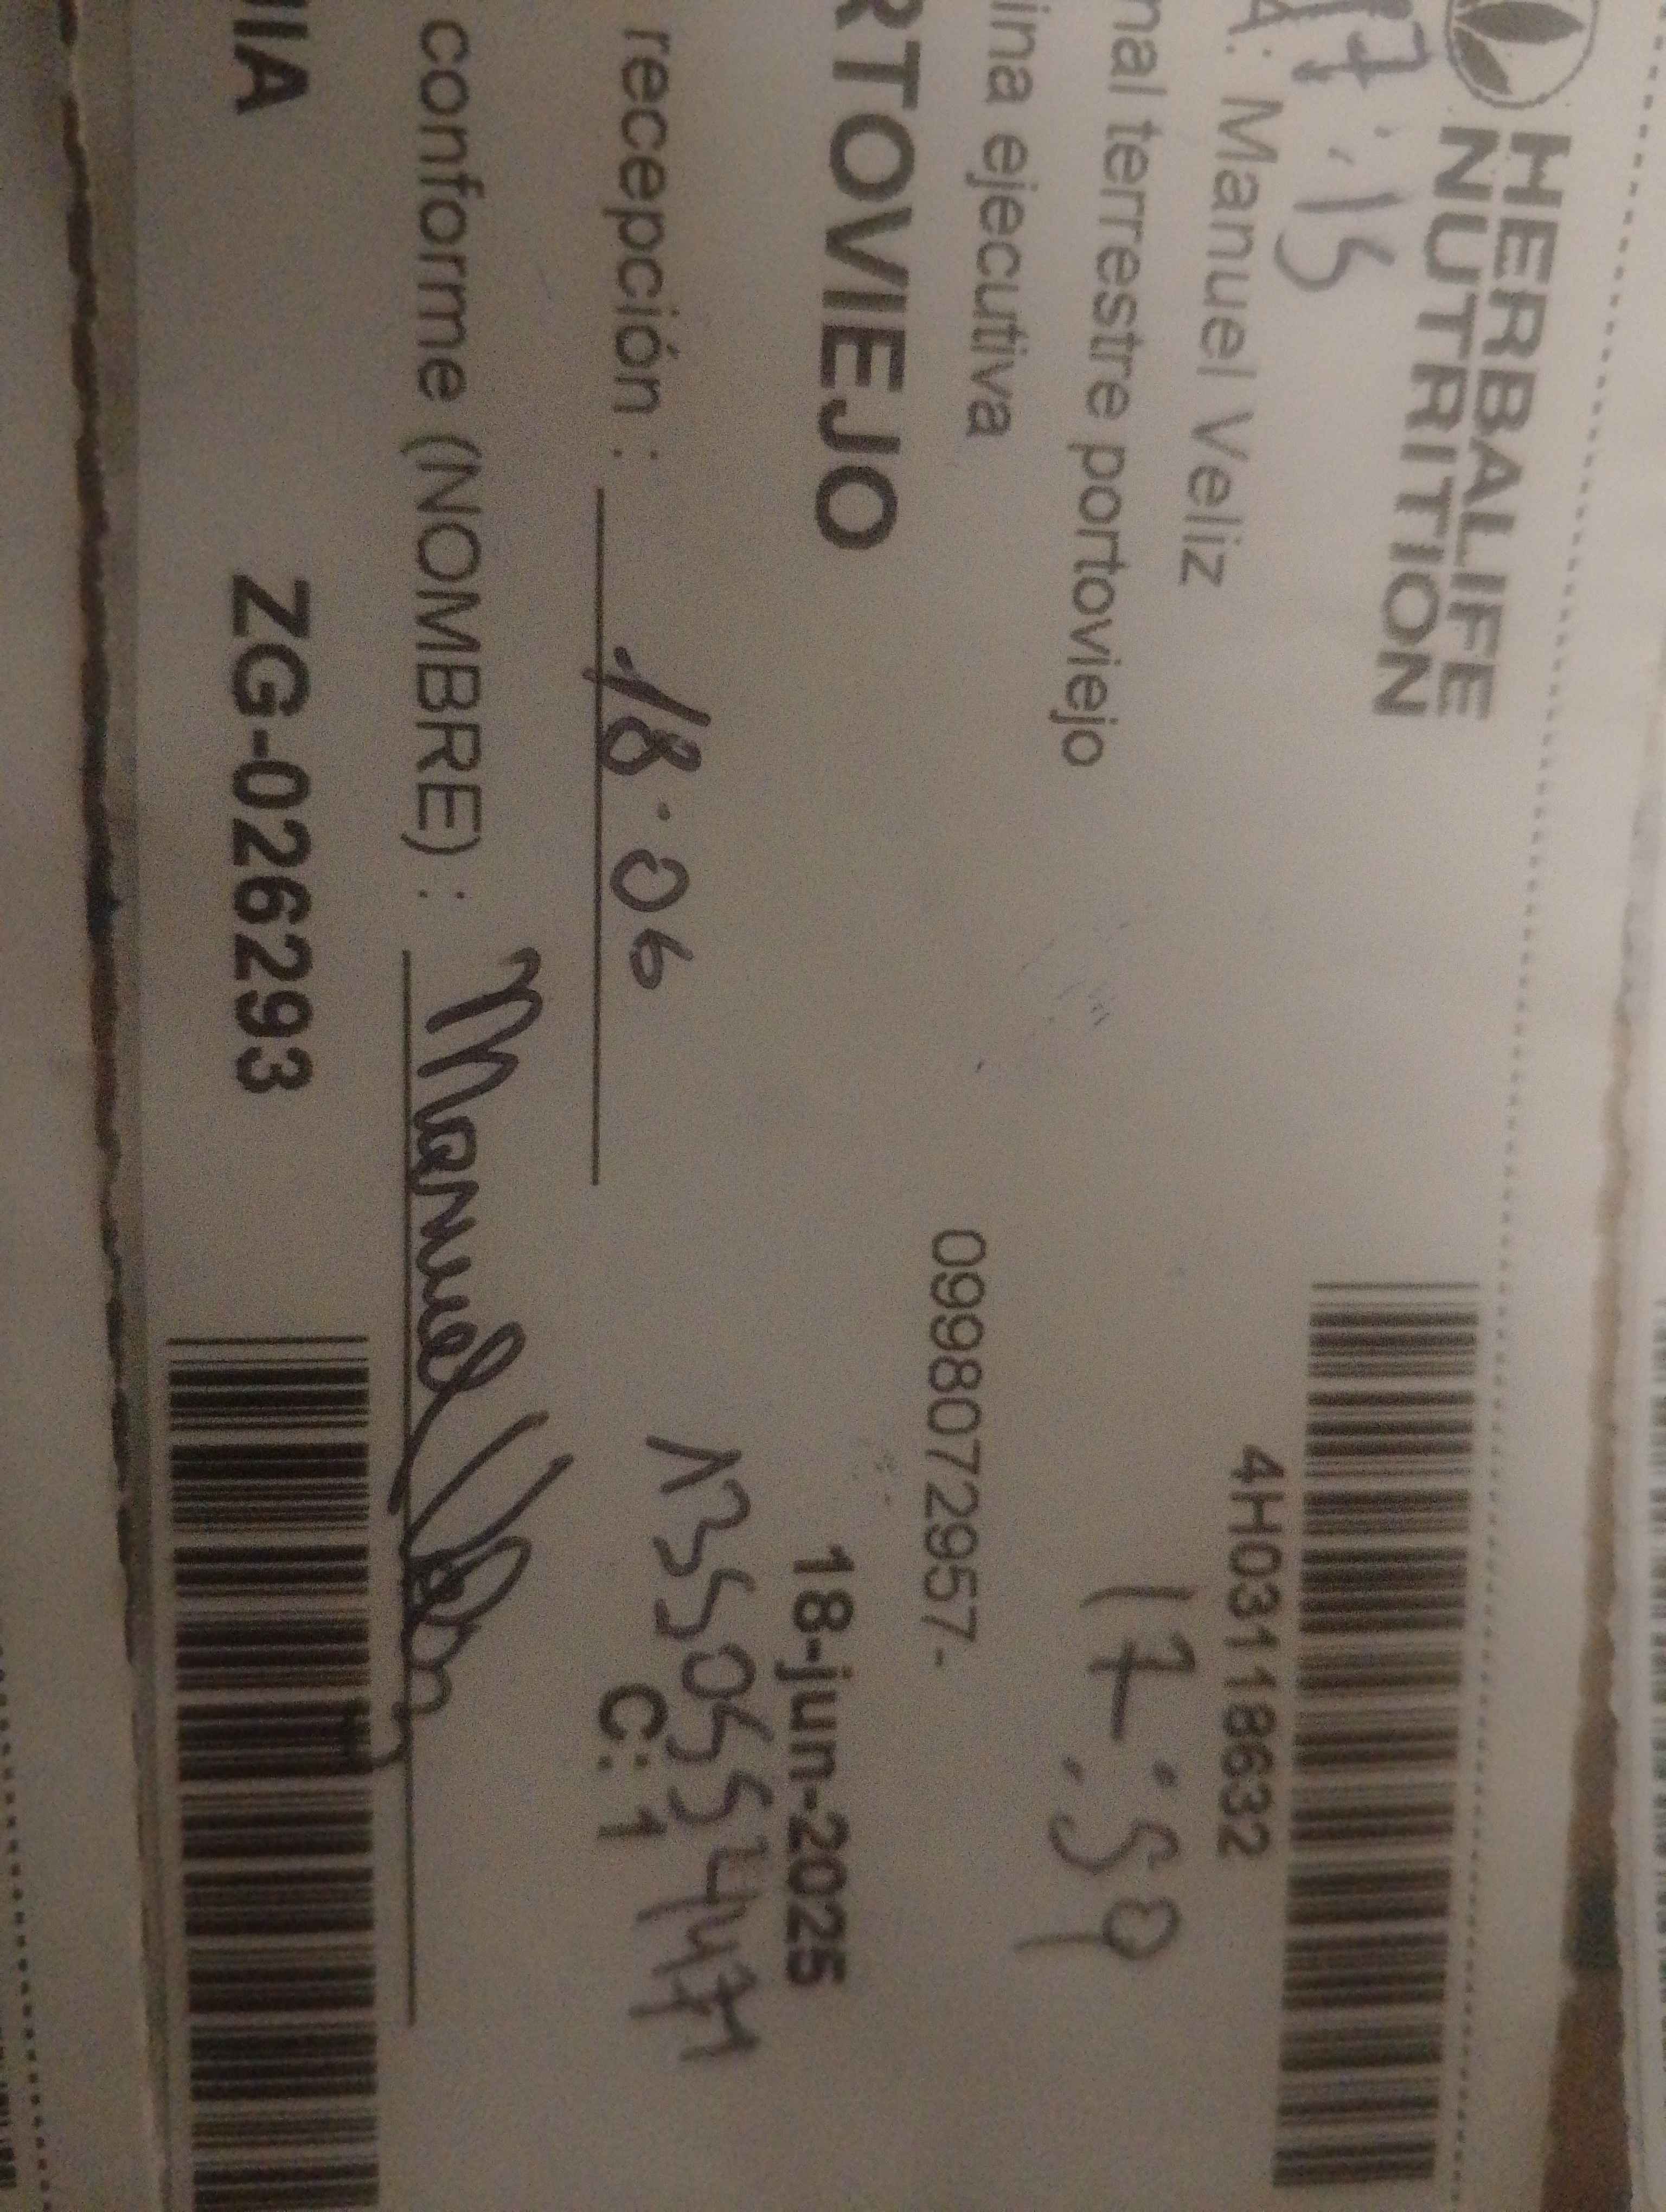 HERBALIFE
NUTRITION
17:15
A: Manuel Veliz
4H03118632
nal terrestre portoviejo
17:59
ina ejecutiva
0998072957-
RTOVIEJO
18-jun-2025
recepción :
18.06
C: 1
conforme (NOMBRE) :
Manuel
ZG-026293